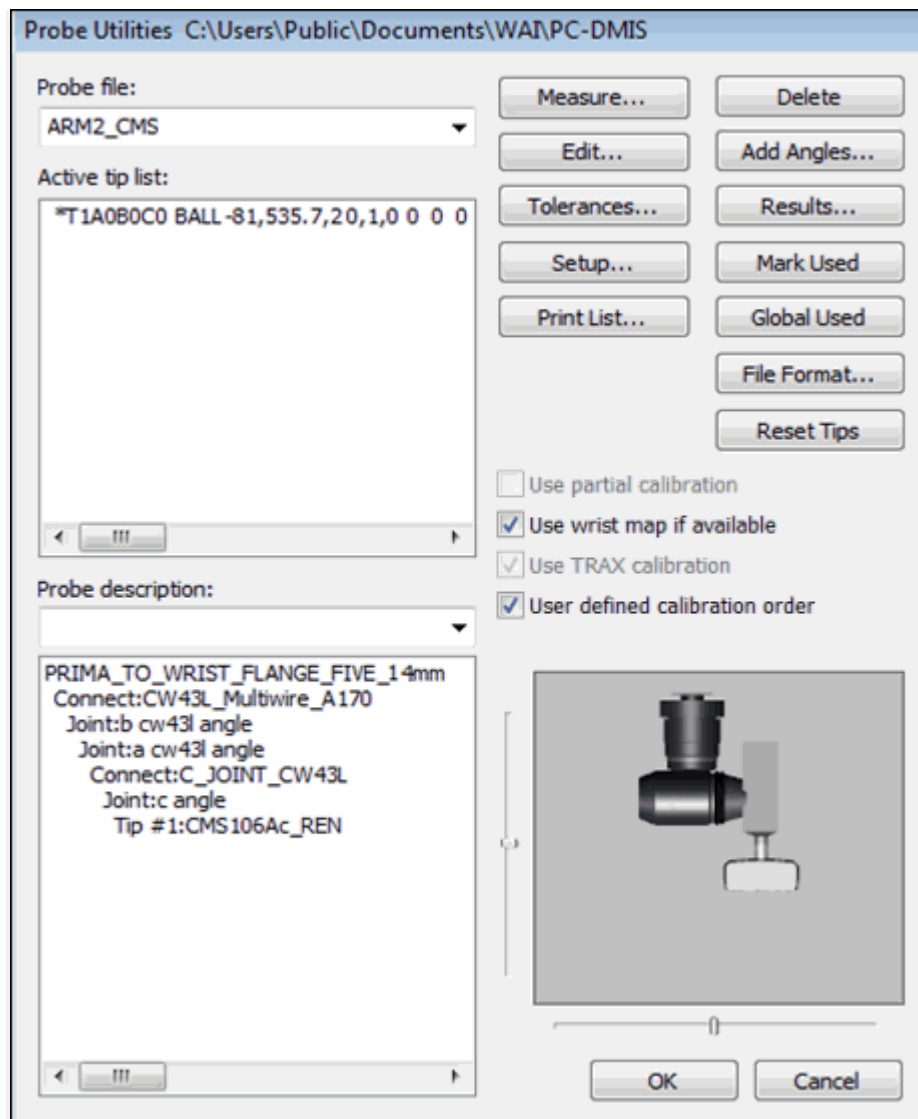 Probe Utilities C:\Users\Public\Documents\WAI\PC-DMIS
Probe file:
ARM2_CMS
Active tip list:
*T1A0B0C0 BALL -81,535.7,20,1,0 0 0 0
Measure...
Delete
Edit...
Add Angles...
Tolerances...
Results...
Setup...
Mark Used
Print List...
Global Used
File Format...
Reset Tips
Use partial calibration
Use wrist map if available
Use TRAX calibration
User defined calibration order
Probe description:
PRIMA_TO_WRIST_FLANGE_FIVE_14mm
Connect:CW43L_Multiwire_A170
Joint:b cw43l angle
Joint:a cw43l angle
Connect:C_JOINT_CW43L
Joint:c angle
Tip #1:CMS106Ac_REN
OK
Cancel